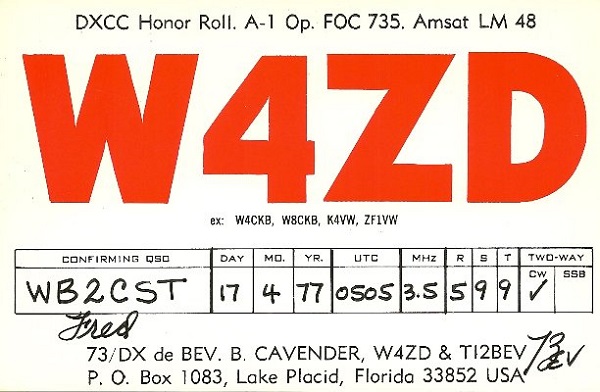 DXCC Honor Roll. A-1 Op. FOC 735. Amsat LM 48
W4ZD
ex: W4CKB, W8CKB, K4VW, ZF1VW
CONFIRMING QSO DAY MO. YR. UTC MHz R S T TWO-WAY
CW SSB
WB2CST 17 4 77 0505 3.5 5 9 9 ✓
Fred
73/DX de BEV. B. CAVENDER, W4ZD & TI2BEV 73 Bev
P. O. Box 1083, Lake Placid, Florida 33852 USA